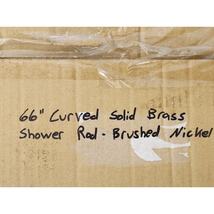 66" Curved Solid Brass
Shower Rod - Brushed Nickel